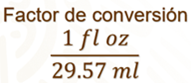 Factor de conversión
1 fl oz
29.57 ml